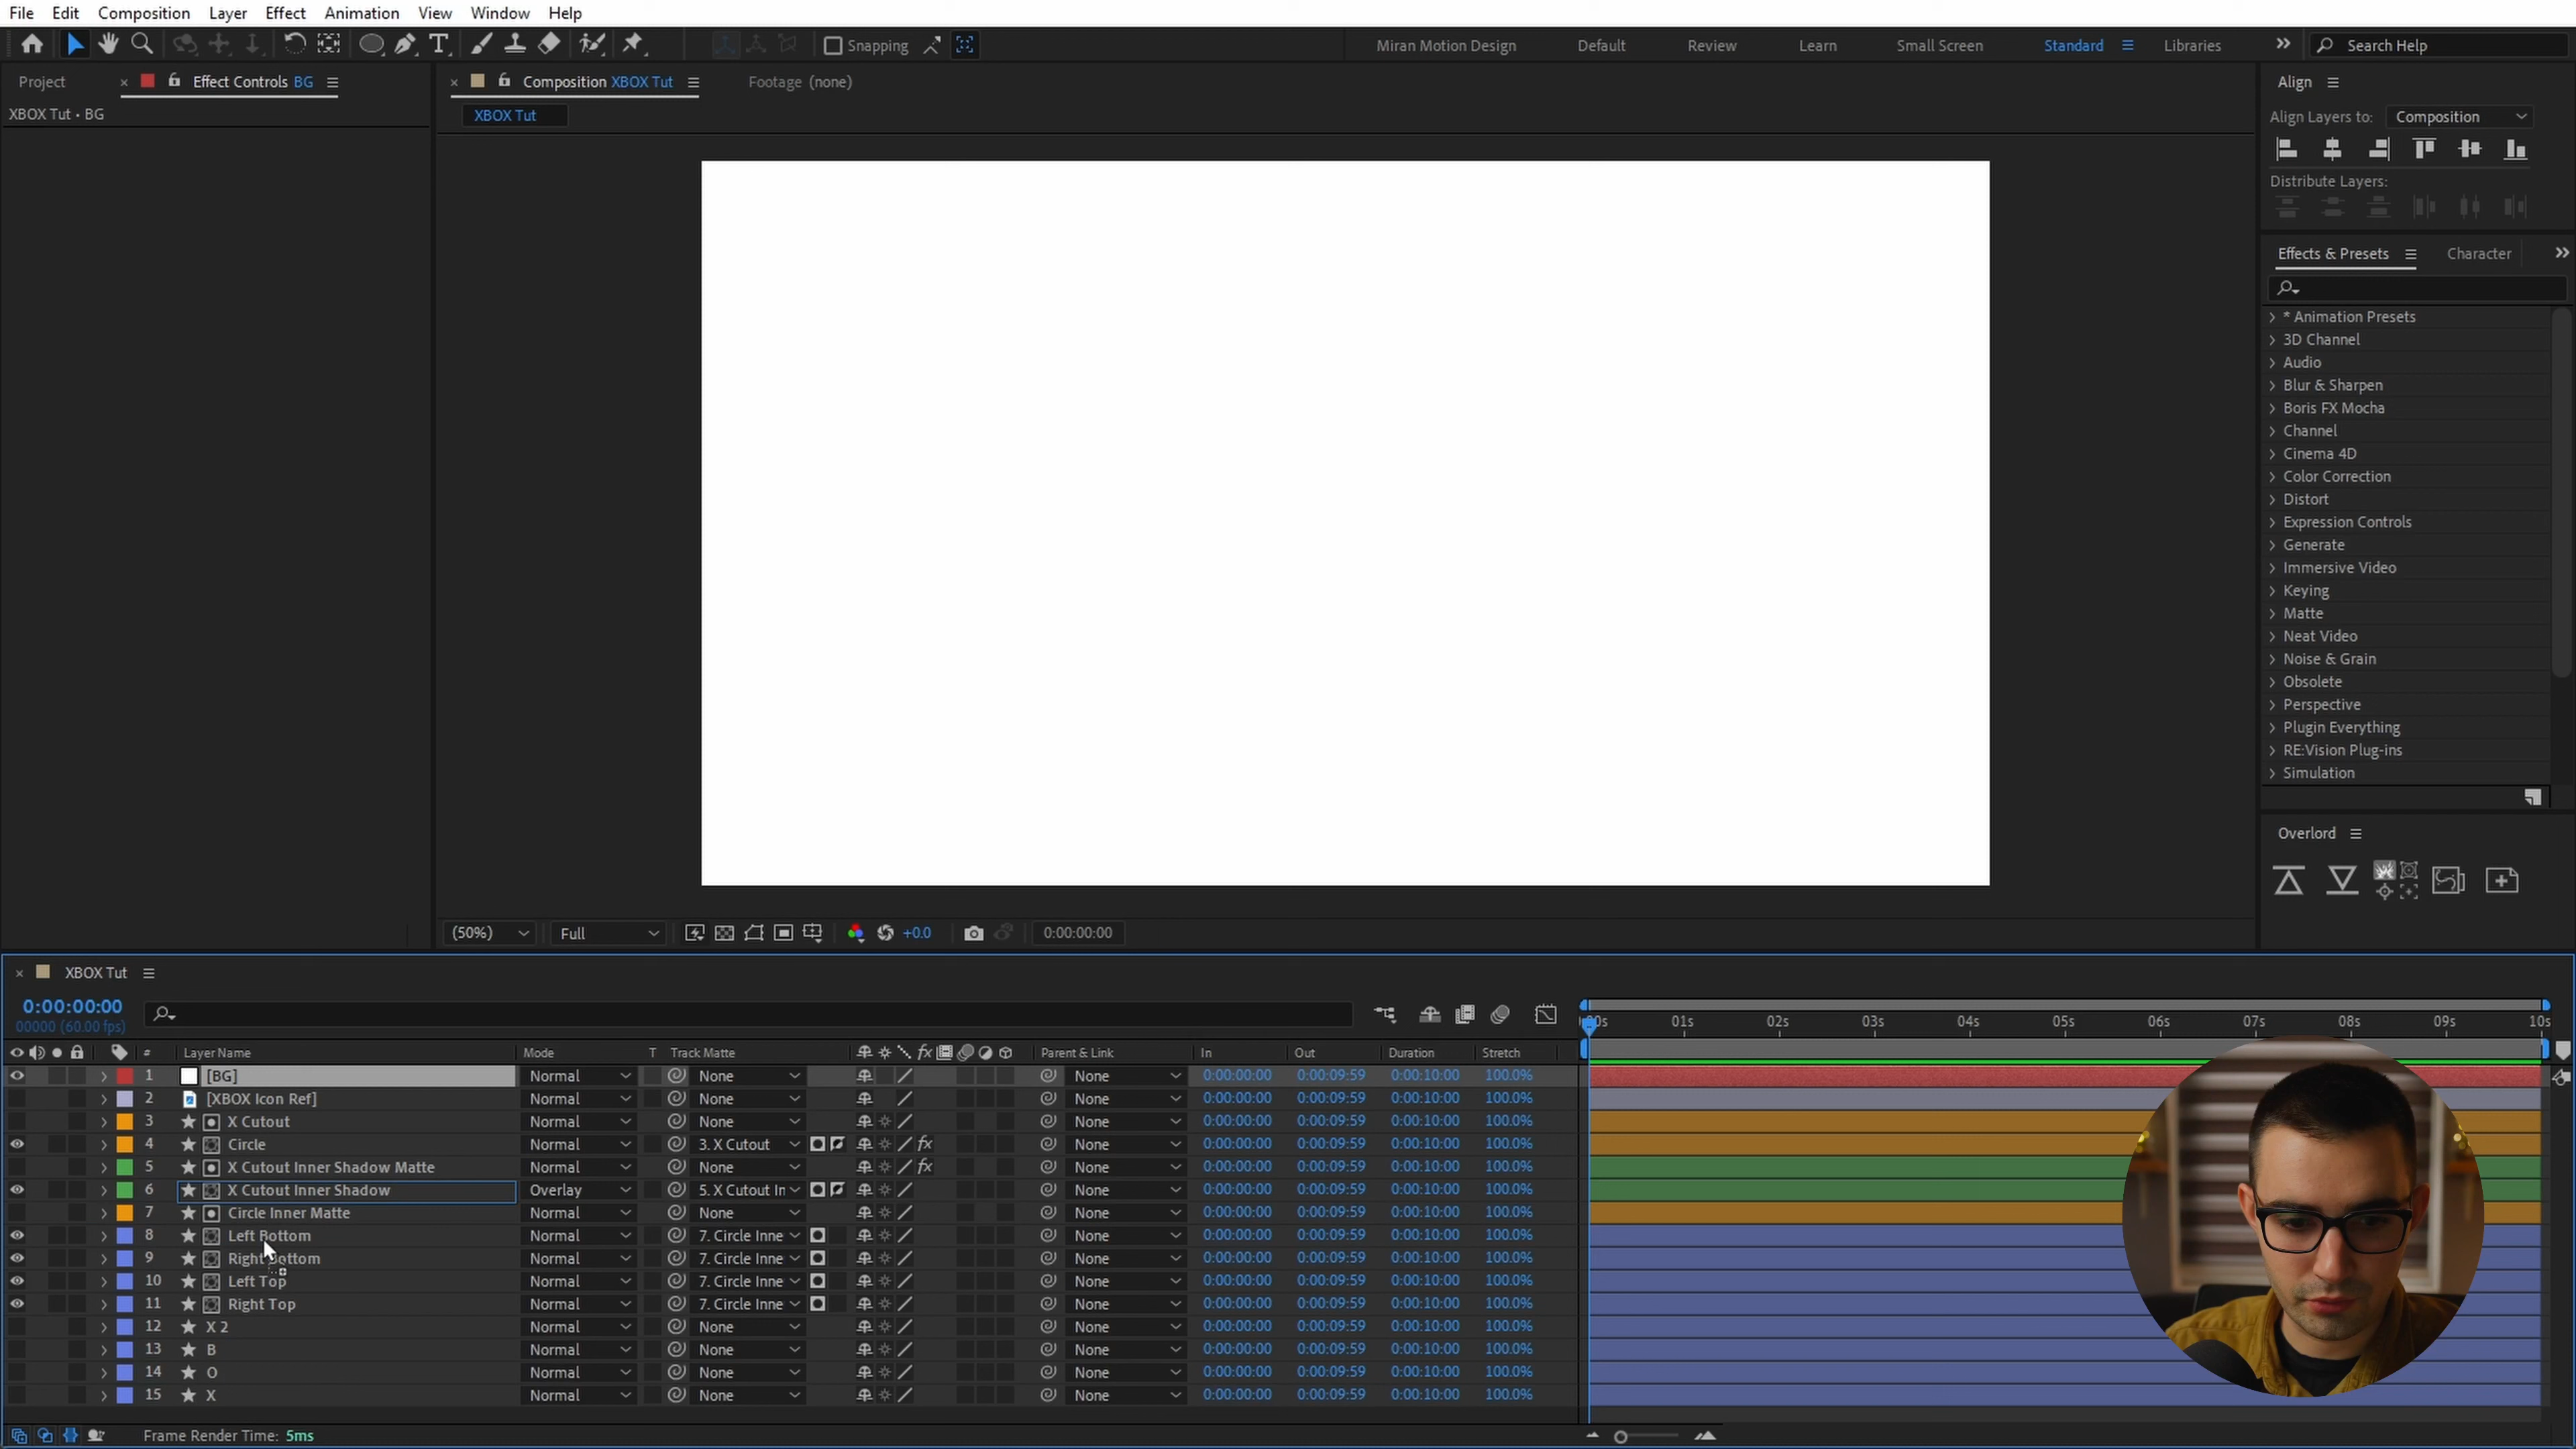 File Edit Composition Layer Effect Animation View Window Help
Snapping Miran Motion Design Default Review Learn Small Screen Standard Libraries Search Help
Project Effect Controls BG Composition XBOX Tut Footage (none) Align
XBOX Tut • BG XBOX Tut Align Layers to: Composition
Distribute Layers:
Effects & Presets Character
* Animation Presets
3D Channel
Audio
Blur & Sharpen
Boris FX Mocha
Channel
Cinema 4D
Color Correction
Distort
Expression Controls
Generate
Immersive Video
Keying
Matte
Neat Video
Noise & Grain
Obsolete
Perspective
Plugin Everything
RE:Vision Plug-ins
Simulation
Overlord
(50%) Full +0.0 0:00:00:00
XBOX Tut
0:00:00:00
00000 (60.00 fps)
00s 01s 02s 03s 04s 05s 06s 07s 08s 09s 10s
# Layer Name Mode T Track Matte fx Parent & Link In Out Duration Stretch
1 [BG] Normal None None 0:00:00:00 0:00:09:59 0:00:10:00 100.0%
2 [XBOX Icon Ref] Normal None None 0:00:00:00 0:00:09:59 0:00:10:00 100.0%
3 X Cutout Normal None None 0:00:00:00 0:00:09:59 0:00:10:00 100.0%
4 Circle Normal 3. X Cutout fx None 0:00:00:00 0:00:09:59 0:00:10:00 100.0%
5 X Cutout Inner Shadow Matte Normal None fx None 0:00:00:00 0:00:09:59 0:00:10:00 100.0%
6 X Cutout Inner Shadow Overlay 5. X Cutout In None 0:00:00:00 0:00:09:59 0:00:10:00 100.0%
7 Circle Inner Matte Normal None None 0:00:00:00 0:00:09:59 0:00:10:00 100.0%
8 Left Bottom Normal 7. Circle Inne None 0:00:00:00 0:00:09:59 0:00:10:00 100.0%
9 Right Bottom Normal 7. Circle Inne None 0:00:00:00 0:00:09:59 0:00:10:00 100.0%
10 Left Top Normal 7. Circle Inne None 0:00:00:00 0:00:09:59 0:00:10:00 100.0%
11 Right Top Normal 7. Circle Inne None 0:00:00:00 0:00:09:59 0:00:10:00 100.0%
12 X 2 Normal None None 0:00:00:00 0:00:09:59 0:00:10:00 100.0%
13 B Normal None None 0:00:00:00 0:00:09:59 0:00:10:00 100.0%
14 O Normal None None 0:00:00:00 0:00:09:59 0:00:10:00 100.0%
15 X Normal None None 0:00:00:00 0:00:09:59 0:00:10:00 100.0%
Frame Render Time: 5ms